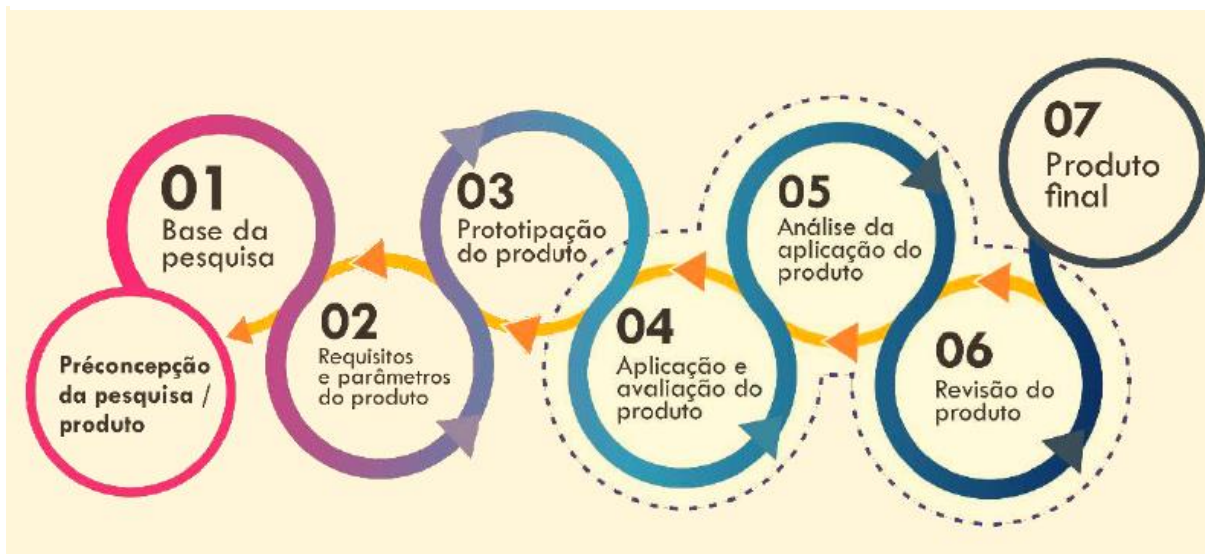 Préconcepção
da pesquisa /
produto
01
Base da
pesquisa
02
Requisitos
e parâmetros
do produto
03
Prototipação
do produto
04
Aplicação e
avaliação do
produto
05
Análise da
aplicação do
produto
06
Revisão do
produto
07
Produto
final